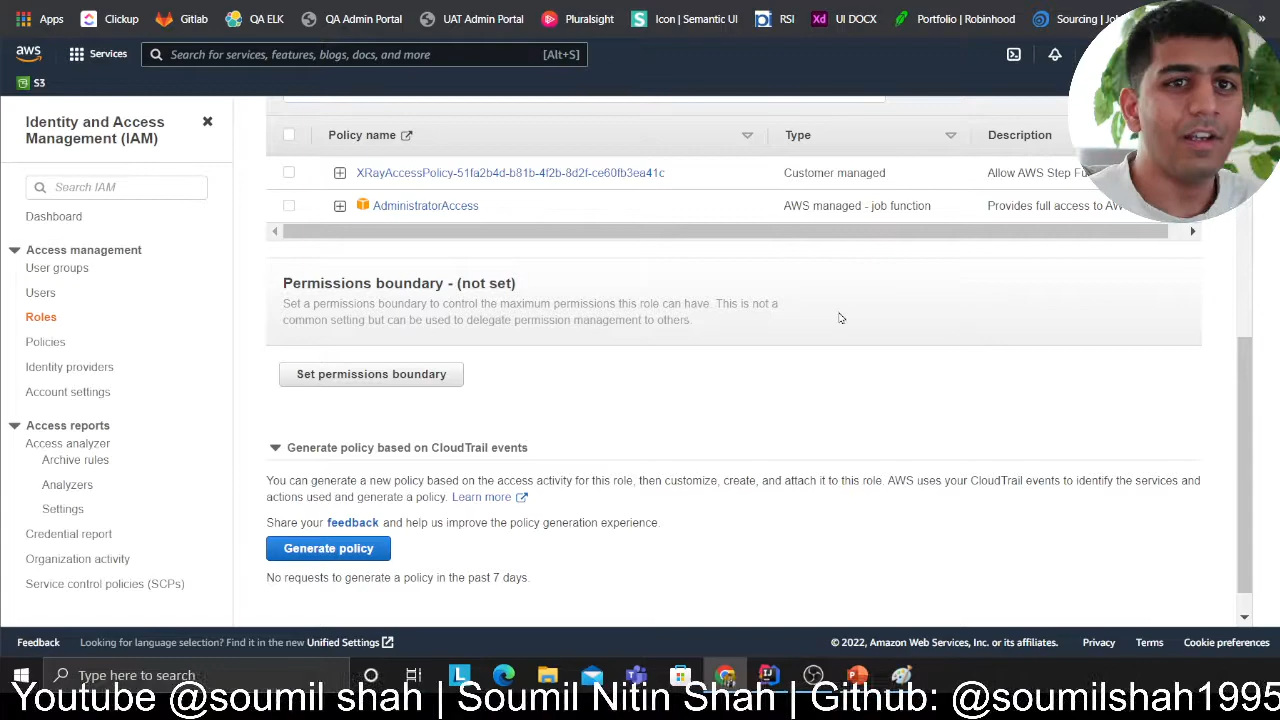 Apps
Clickup
Gitlab
QA ELK
QA Admin Portal
UAT Admin Portal
Pluralsight
Icon | Semantic UI
RSI
UI DOCX
Portfolio | Robinhood
»
aws
Services
Search for services, features, blogs, docs, and more
[Alt+S]
S3
Identity and Access
Management (IAM)
Search IAM
Dashboard
Access management
User groups
Users
Roles
Policies
Identity providers
Account settings
Access reports
Access analyzer
Archive rules
Analyzers
Settings
Credential report
Organization activity
Service control policies (SCPs)
Policy name
Type
Description
XRayAccessPolicy-51fa2b4d-b81b-4f2b-8d2f-ce60fb3ea41c
Customer managed
Allow AWS Step
AdministratorAccess
AWS managed - job function
Provides full access to
Permissions boundary - (not set)
Set a permissions boundary to control the maximum permissions this role can have. This is not a
common setting but can be used to delegate permission management to others.
Set permissions boundary
Generate policy based on CloudTrail events
You can generate a new policy based on the access activity for this role, then customize, create, and attach it to this role. AWS uses your CloudTrail events to identify the services and
actions used and generate a policy. Learn more
Share your feedback and help us improve the policy generation experience.
Generate policy
No requests to generate a policy in the past 7 days.
Feedback
Looking for language selection? Find it in the new Unified Settings
© 2022, Amazon Web Services, Inc. or its affiliates.
Privacy
Terms
Cookie preferences
Type here to search
Youtube @soumil shah | Soumil Nitin Shah | Github: @soumilshah1995